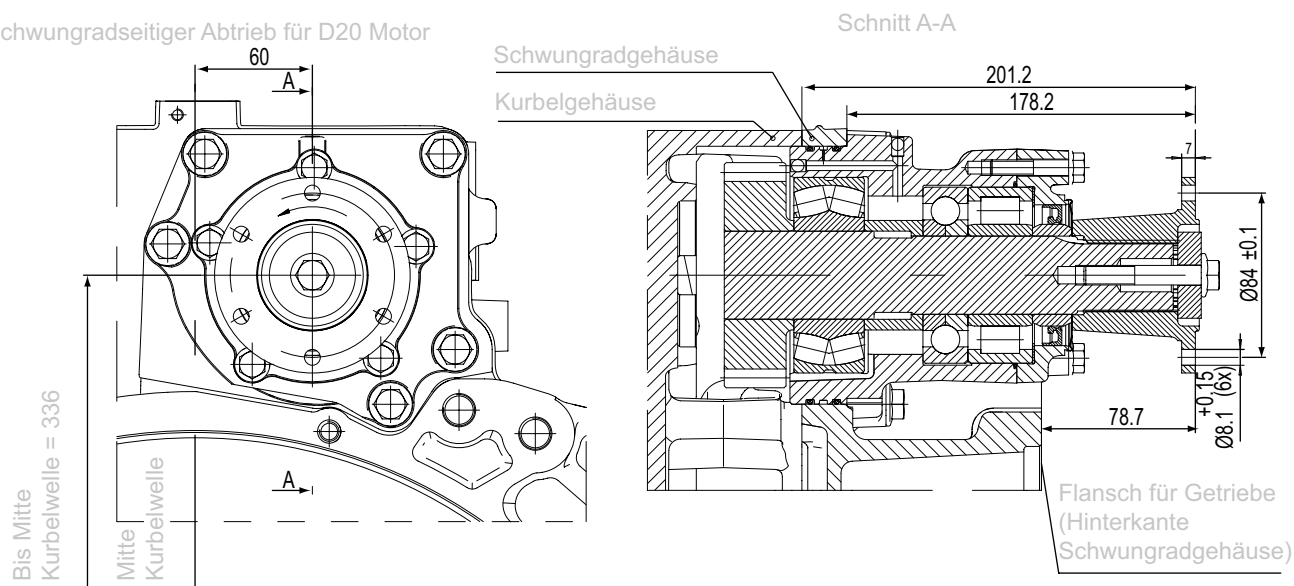 chwungradseitiger Abtrieb für D20 Motor
Schnitt A-A
60
A
Schwungradgehäuse
Kurbelgehäuse
201.2
178.2
7
Ø84 ±0.1
Ø8.1 +0,15 (6x)
78.7
A
Bis Mitte
Kurbelwelle = 336
Mitte
Kurbelwelle
Flansch für Getriebe
(Hinterkante
Schwungradgehäuse)